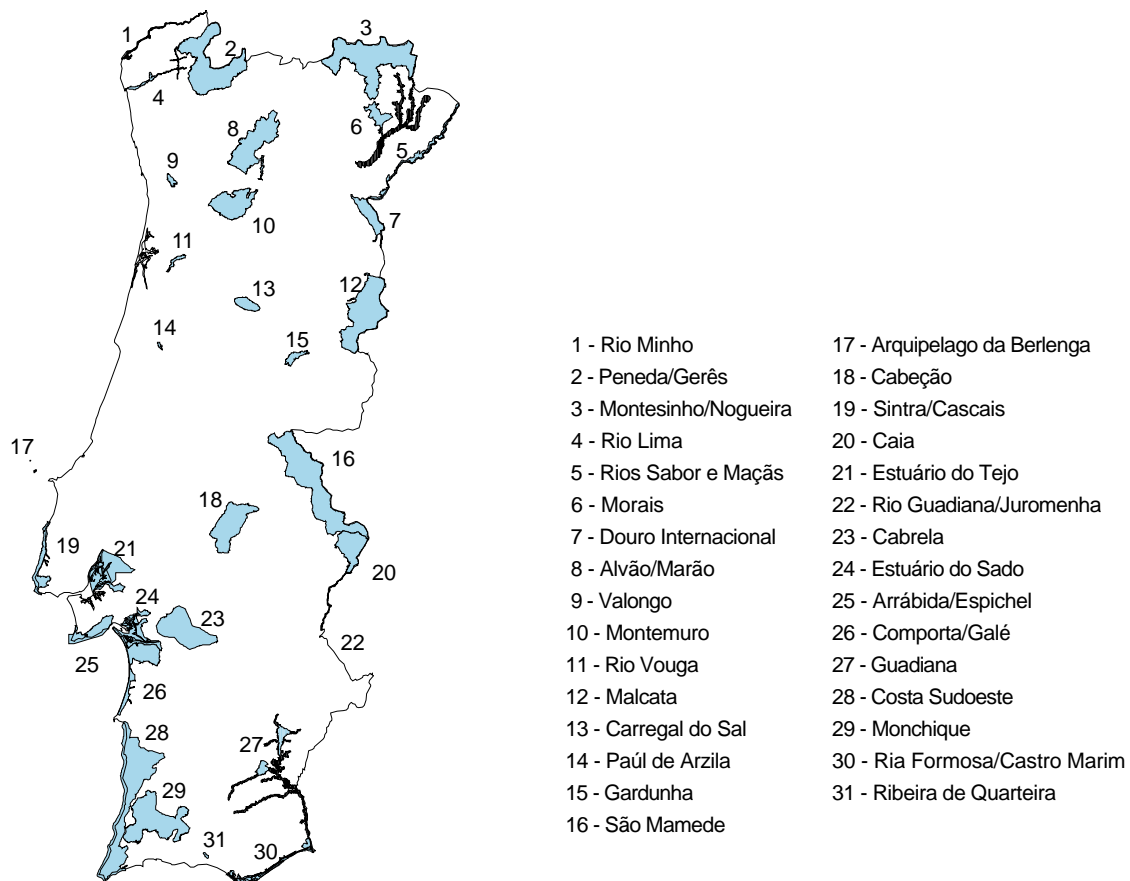 1
2
3
4
5
6
7
8
9
10
11
12
13
14
15
16
17
18
19
20
21
22
23
24
25
26
27
28
29
30
31
1 - Rio Minho
2 - Peneda/Gerês
3 - Montesinho/Nogueira
4 - Rio Lima
5 - Rios Sabor e Maçãs
6 - Morais
7 - Douro Internacional
8 - Alvão/Marão
9 - Valongo
10 - Montemuro
11 - Rio Vouga
12 - Malcata
13 - Carregal do Sal
14 - Paúl de Arzila
15 - Gardunha
16 - São Mamede
17 - Arquipelago da Berlenga
18 - Cabeção
19 - Sintra/Cascais
20 - Caia
21 - Estuário do Tejo
22 - Rio Guadiana/Juromenha
23 - Cabrela
24 - Estuário do Sado
25 - Arrábida/Espichel
26 - Comporta/Galé
27 - Guadiana
28 - Costa Sudoeste
29 - Monchique
30 - Ria Formosa/Castro Marim
31 - Ribeira de Quarteira